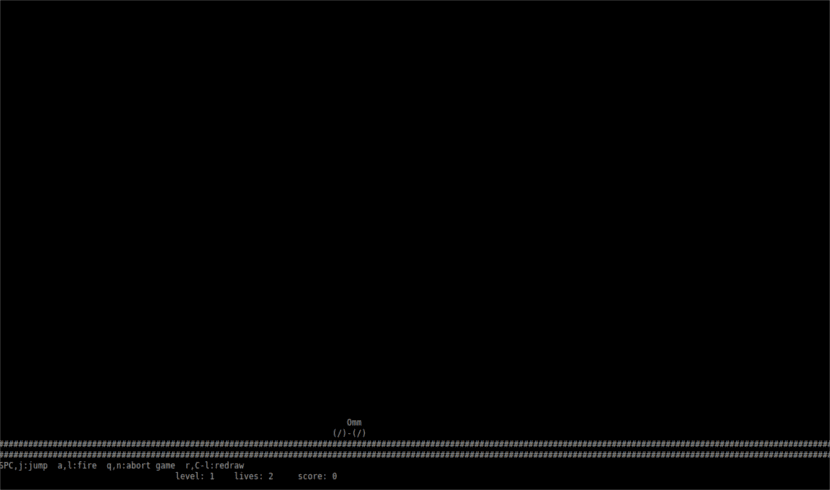 Omm
(/)-(/)
##########################################################################################################################################################################
##########################################################################################################################################################################
SPC,j:jump  a,l:fire  q,n:abort game  r,C-l:redraw
level: 1    lives: 2     score: 0